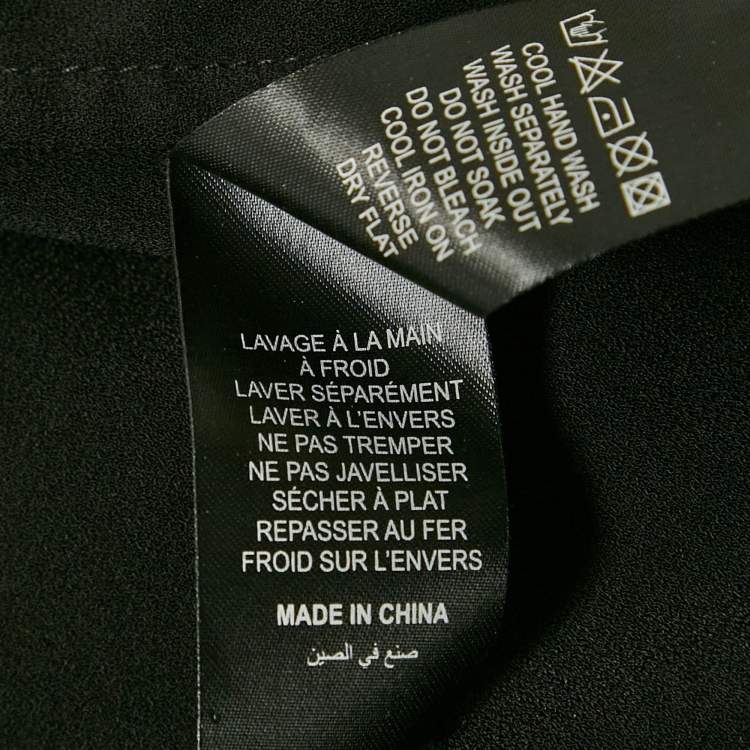 COOL HAND WASH
WASH SEPARATELY
WASH INSIDE OUT
DO NOT SOAK
DO NOT BLEACH
COOL IRON ON
REVERSE
DRY FLAT
LAVAGE À LA MAIN
À FROID
LAVER SÉPARÉMENT
LAVER À L'ENVERS
NE PAS TREMPER
NE PAS JAVELLISER
SÉCHER À PLAT
REPASSER AU FER
FROID SUR L'ENVERS
MADE IN CHINA
صنع في الصين